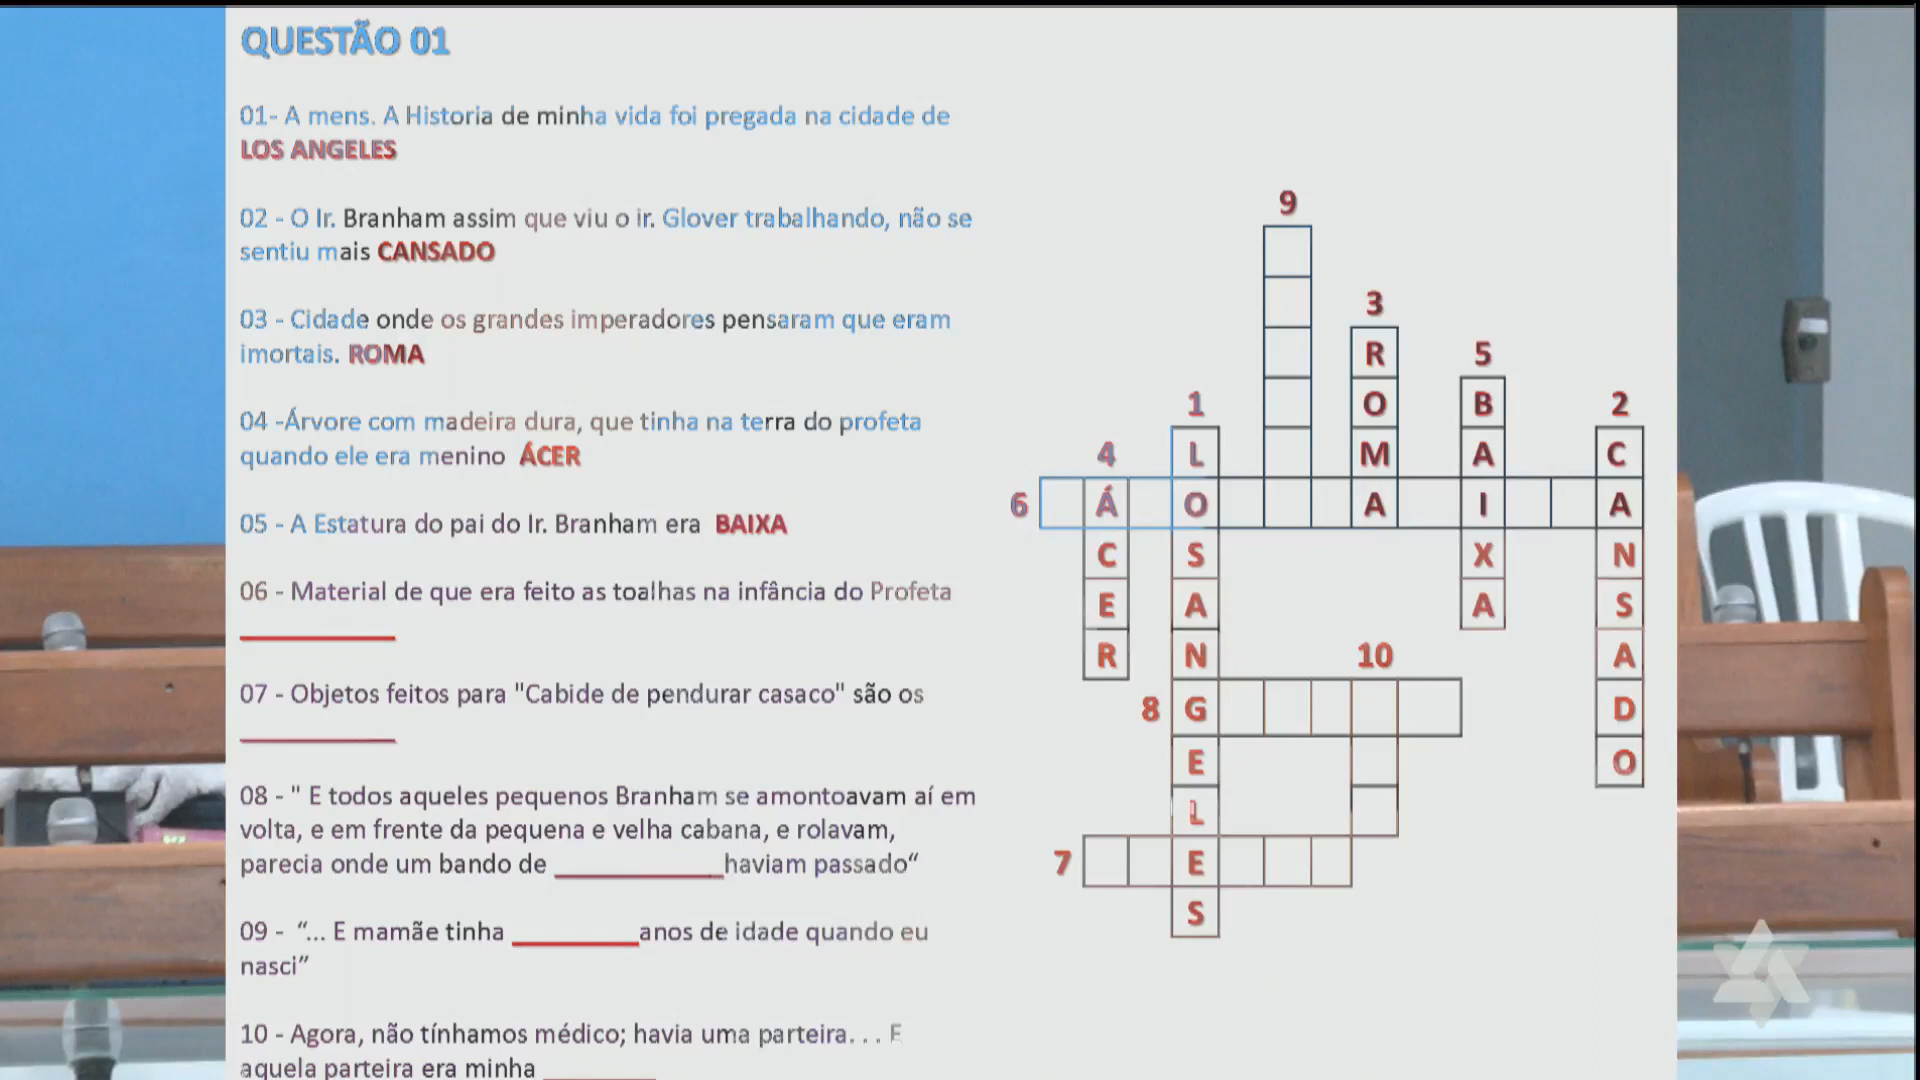 QUESTÃO 01
01- A mens. A Historia de minha vida foi pregada na cidade de
LOS ANGELES
02 - O Ir. Branham assim que viu o ir. Glover trabalhando, não se
sentiu mais CANSADO
03 - Cidade onde os grandes imperadores pensaram que eram
imortais. ROMA
04 -Árvore com madeira dura, que tinha na terra do profeta
quando ele era menino ÁCER
05 - A Estatura do pai do Ir. Branham era BAIXA
06 - Material de que era feito as toalhas na infância do Profeta
07 - Objetos feitos para "Cabide de pendurar casaco" são os
08 - " E todos aqueles pequenos Branham se amontoavam aí em
volta, e em frente da pequena e velha cabana, e rolavam,
parecia onde um bando de ____________haviam passado“
09 - “... E mamãe tinha _________anos de idade quando eu
nasci”
10 - Agora, não tínhamos médico; havia uma parteira. . . E
aquela parteira era minha ________
9
3
R
5
1
O
B
2
4
L
M
A
C
6
Á
O
A
I
A
C
S
X
N
E
A
A
S
R
N
10
A
8
G
D
E
O
L
7
E
S